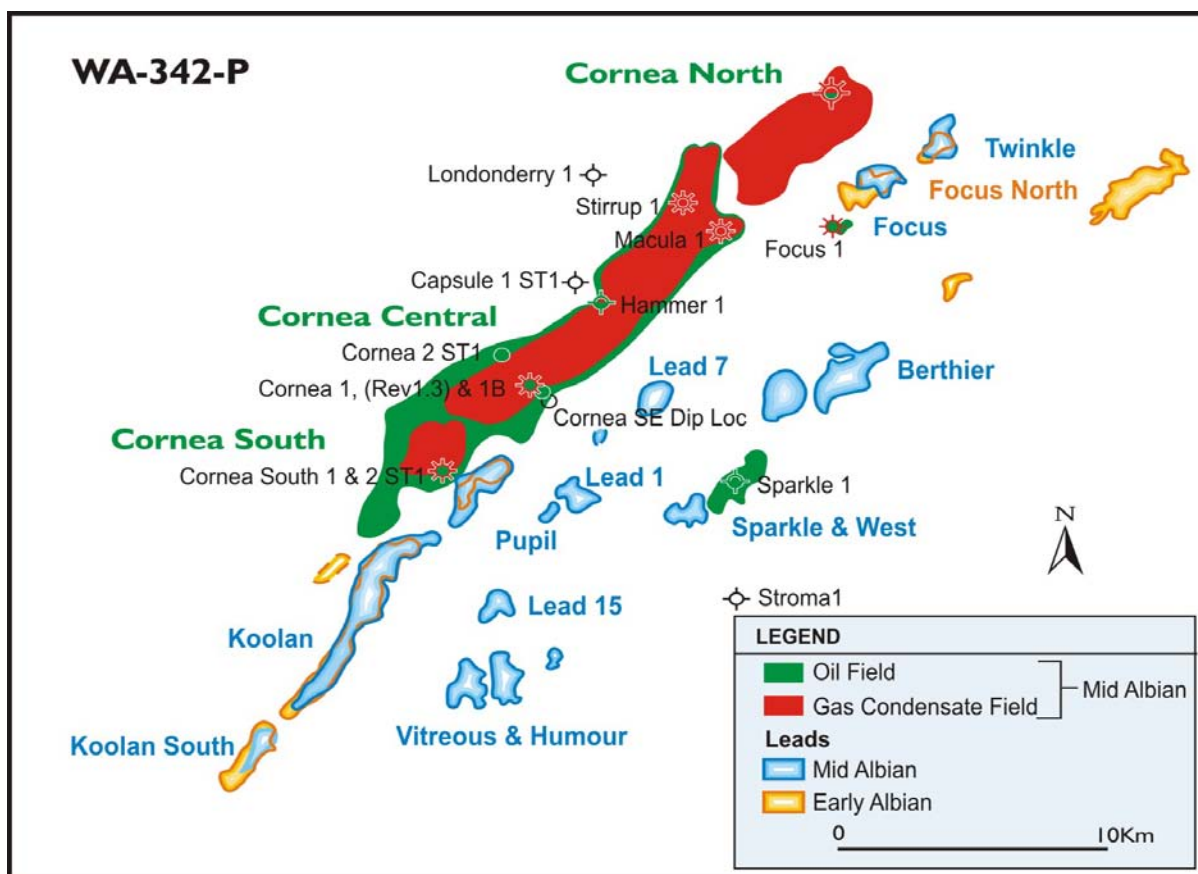 WA-342-P
Cornea North
Twinkle
Londonderry 1
Focus North
Stirrup 1
Focus
Macula 1
Focus 1
Capsule 1 ST1
Hammer 1
Cornea Central
Cornea 2 ST1
Lead 7
Berthier
Cornea 1, (Rev1.3) & 1B
Cornea SE Dip Loc
Cornea South
Cornea South 1 & 2 ST1
Lead 1
Sparkle 1
Pupil
Sparkle & West
N
Lead 15
Stroma1
Koolan
Vitreous & Humour
Koolan South
LEGEND
Oil Field
Mid Albian
Gas Condensate Field
Leads
Mid Albian
Early Albian
0 10Km